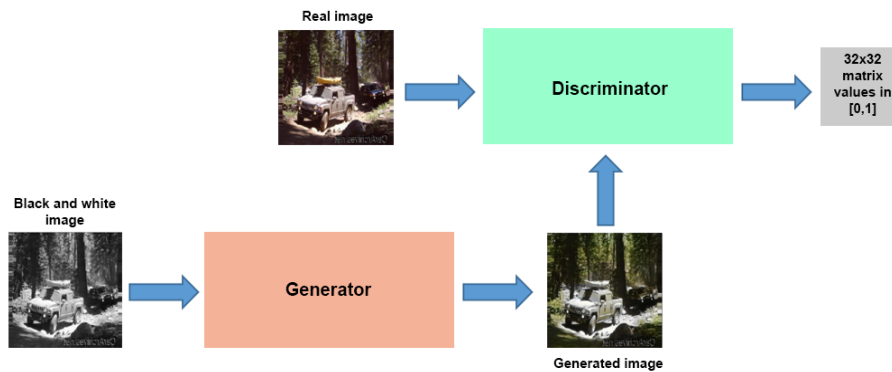 Real image
Discriminator
32x32
matrix
values in
[0,1]
Black and white
image
Generator
Generated image